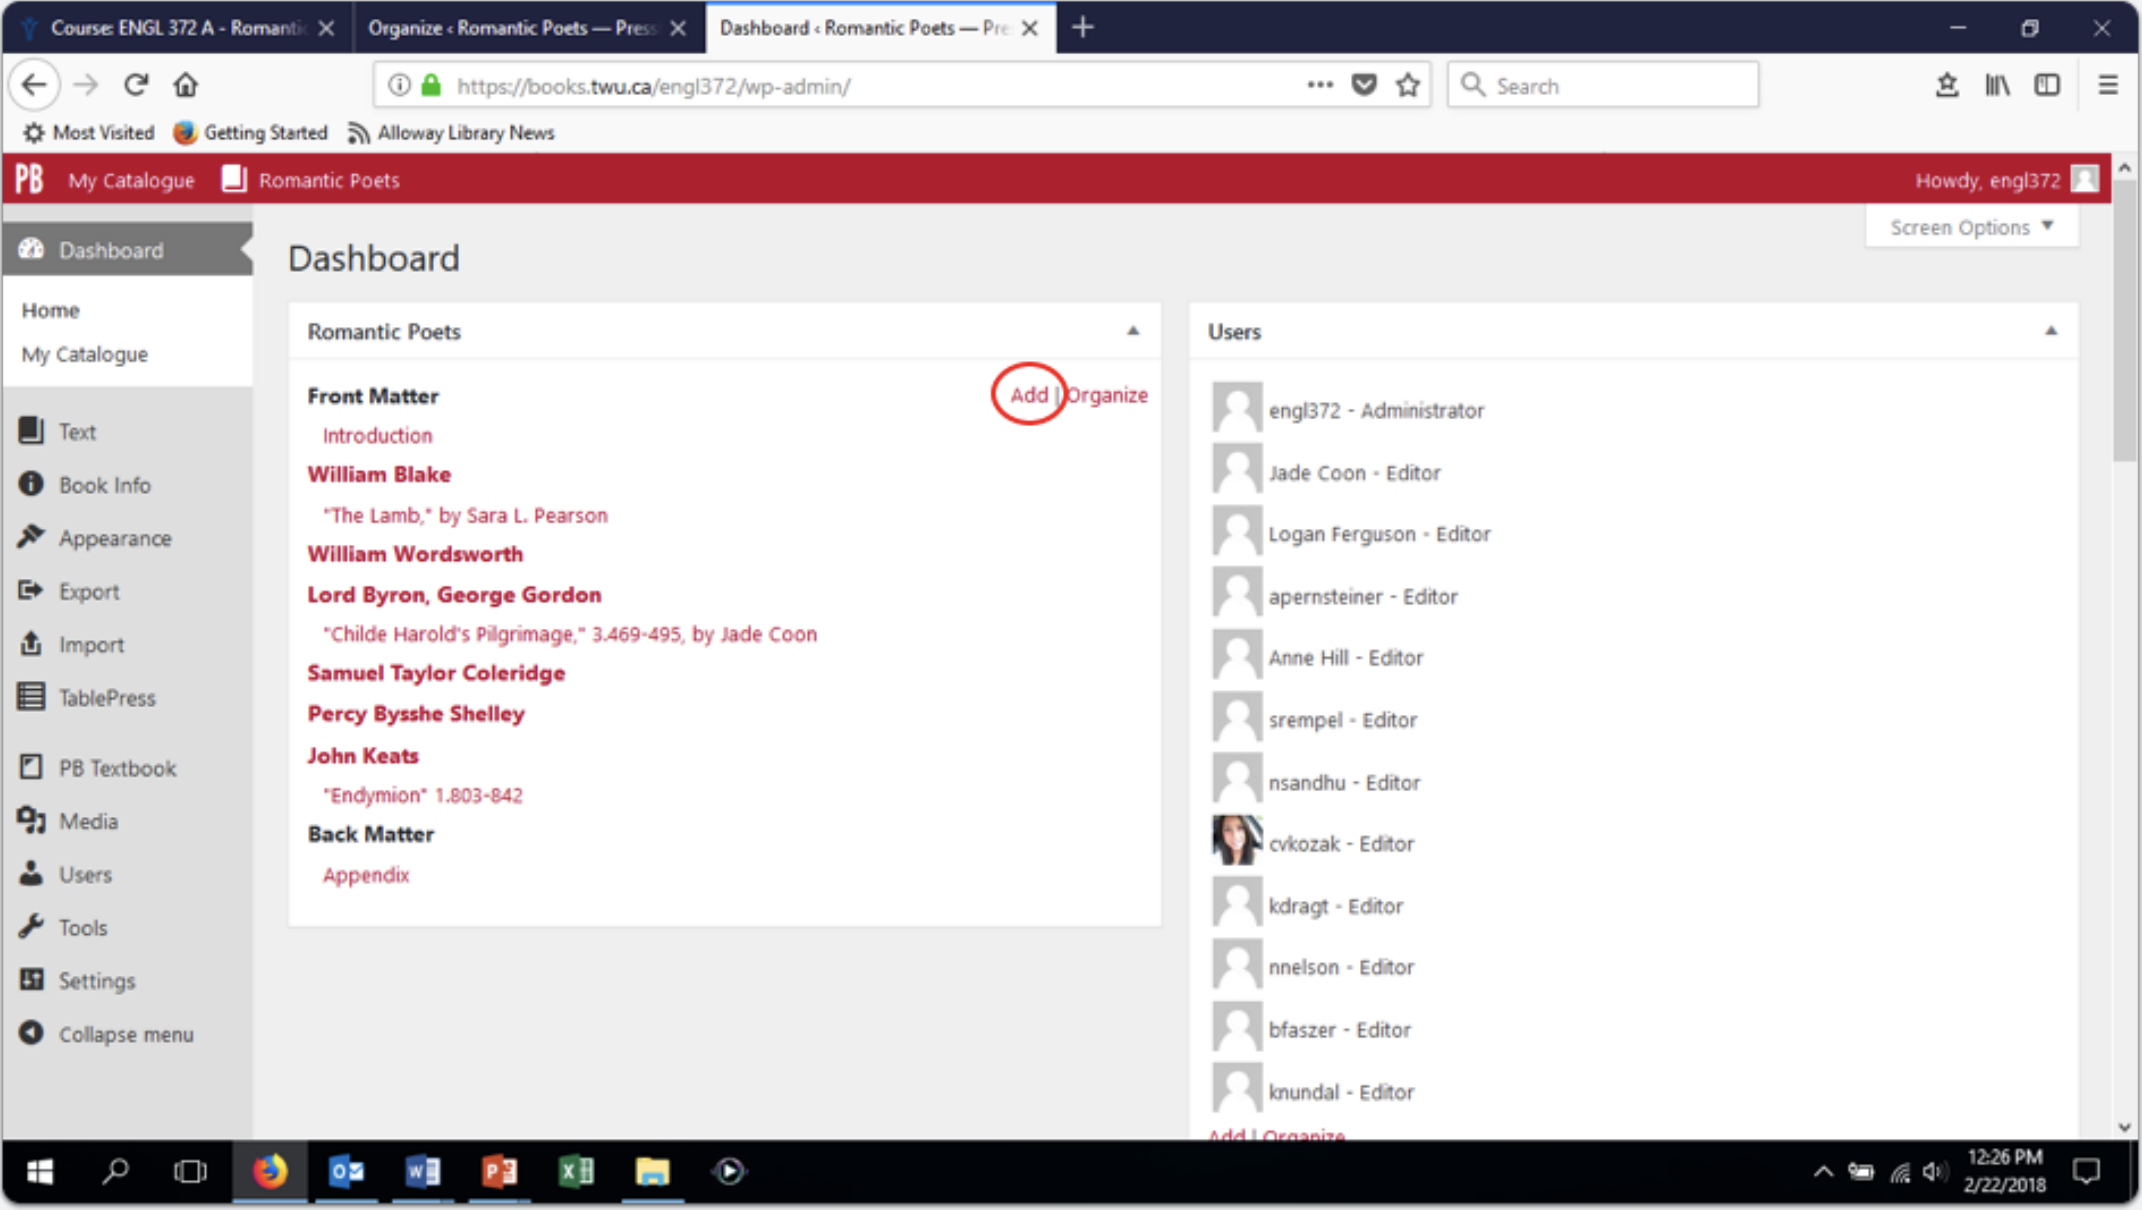 Course: ENGL 372 A - Romantic
Organize ‹ Romantic Poets — Press
Dashboard ‹ Romantic Poets — Pre
https://books.twu.ca/engl372/wp-admin/
Search
Most Visited
Getting Started
Alloway Library News
PB
My Catalogue
Romantic Poets
Howdy, engl372
Screen Options
Dashboard
Home
My Catalogue
Text
Book Info
Appearance
Export
Import
TablePress
PB Textbook
Media
Users
Tools
Settings
Collapse menu
Dashboard
Romantic Poets
Front Matter
Add | Organize
Introduction
William Blake
"The Lamb," by Sara L. Pearson
William Wordsworth
Lord Byron, George Gordon
"Childe Harold's Pilgrimage," 3.469-495, by Jade Coon
Samuel Taylor Coleridge
Percy Bysshe Shelley
John Keats
"Endymion" 1.803-842
Back Matter
Appendix
Users
engl372 - Administrator
Jade Coon - Editor
Logan Ferguson - Editor
apernsteiner - Editor
Anne Hill - Editor
srempel - Editor
nsandhu - Editor
cvkozak - Editor
kdragt - Editor
nnelson - Editor
bfaszer - Editor
knundal - Editor
Add | Organize
12:26 PM
2/22/2018